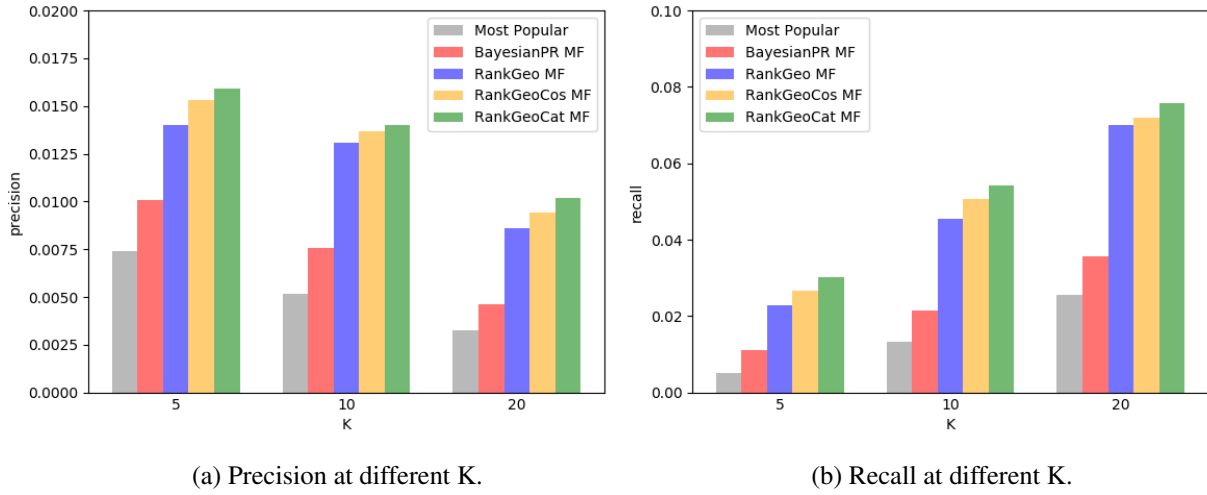 0.0200
0.0175
0.0150
0.0125
0.0100
0.0075
0.0050
0.0025
0.0000
precision
5
10
20
K
Most Popular
BayesianPR MF
RankGeo MF
RankGeoCos MF
RankGeoCat MF
(a) Precision at different K.
0.10
0.08
0.06
0.04
0.02
0.00
recall
5
10
20
K
Most Popular
BayesianPR MF
RankGeo MF
RankGeoCos MF
RankGeoCat MF
(b) Recall at different K.